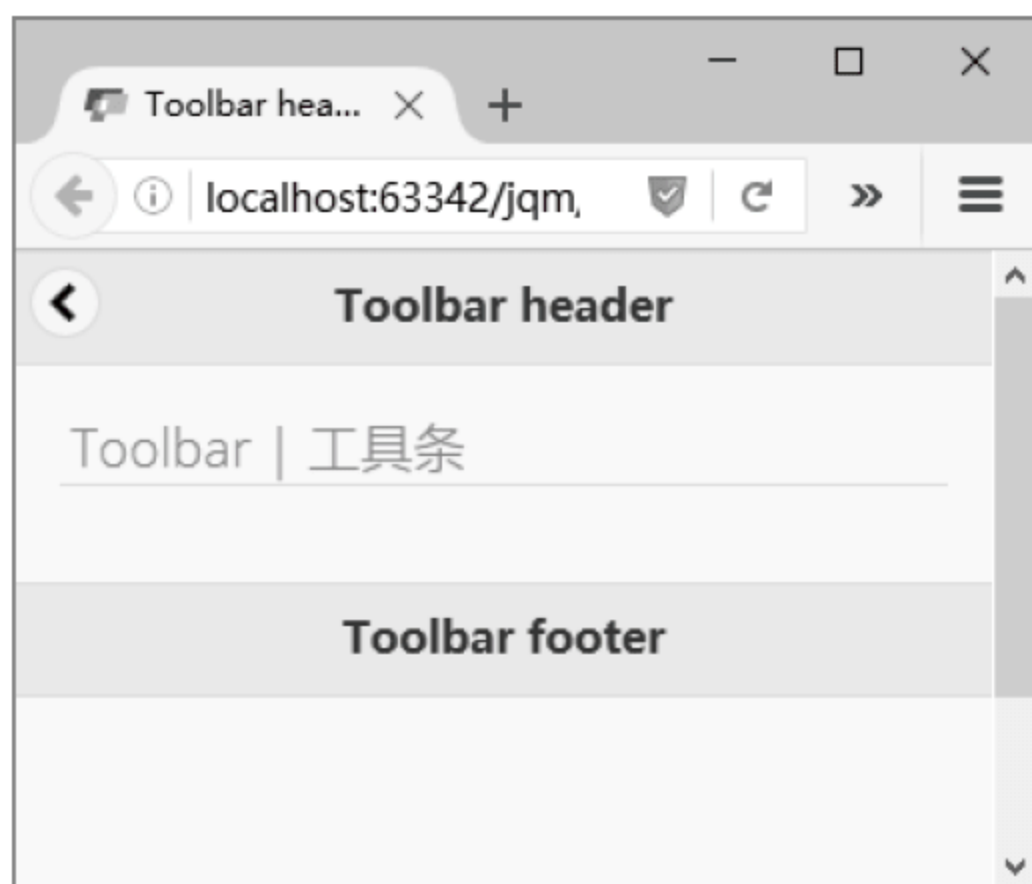 Toolbar hea...
localhost:63342/jqm/
Toolbar header
Toolbar | 工具条
Toolbar footer